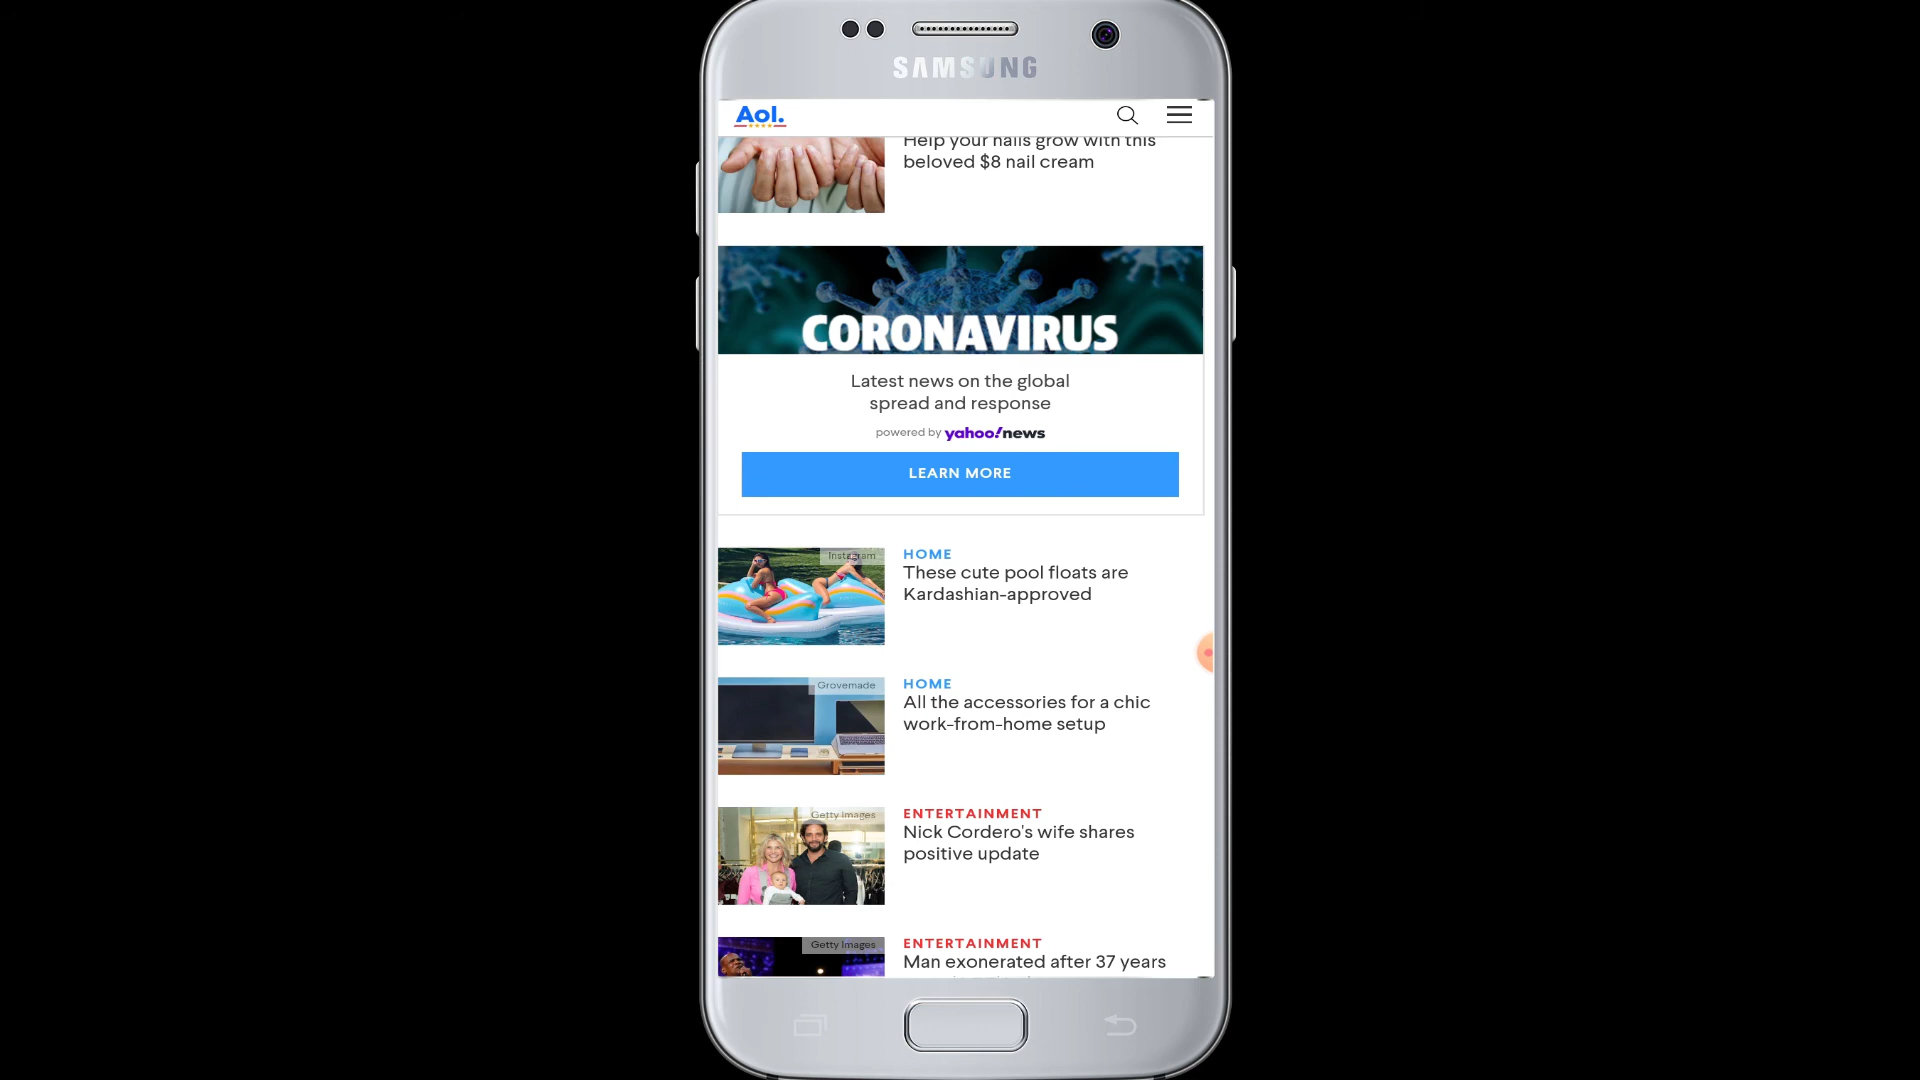 SAMSUNG
Aol.
Help your nails grow with this
beloved $8 nail cream
CORONAVIRUS
Latest news on the global
spread and response
powered by yahoo!news
LEARN MORE
Instagram
HOME
These cute pool floats are
Kardashian-approved
Grovemade
HOME
All the accessories for a chic
work-from-home setup
Getty Images
ENTERTAINMENT
Nick Cordero's wife shares
positive update
Getty Images
ENTERTAINMENT
Man exonerated after 37 years